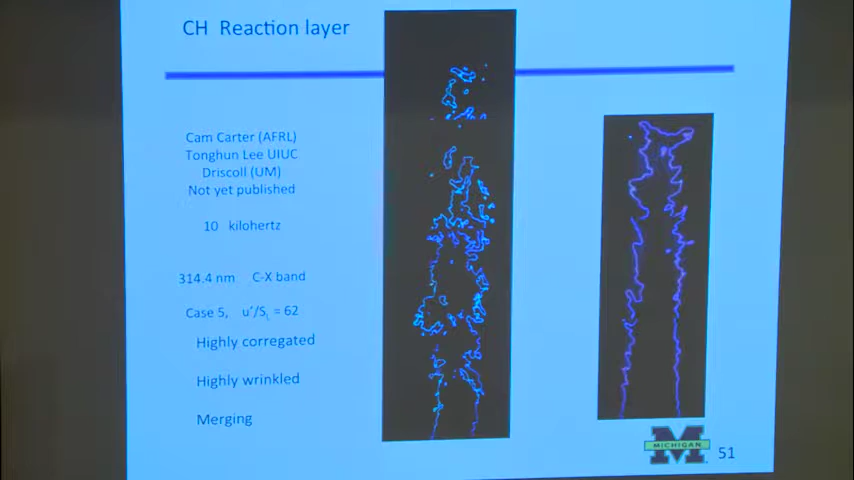 CH Reaction layer
Cam Carter (AFRL)
Tonghun Lee UIUC
Driscoll (UM)
Not yet published
10 kilohertz
314.4 nm C-X band
Case 5, u'/S_L = 62
Highly corregated
Highly wrinkled
Merging
MICHIGAN
51